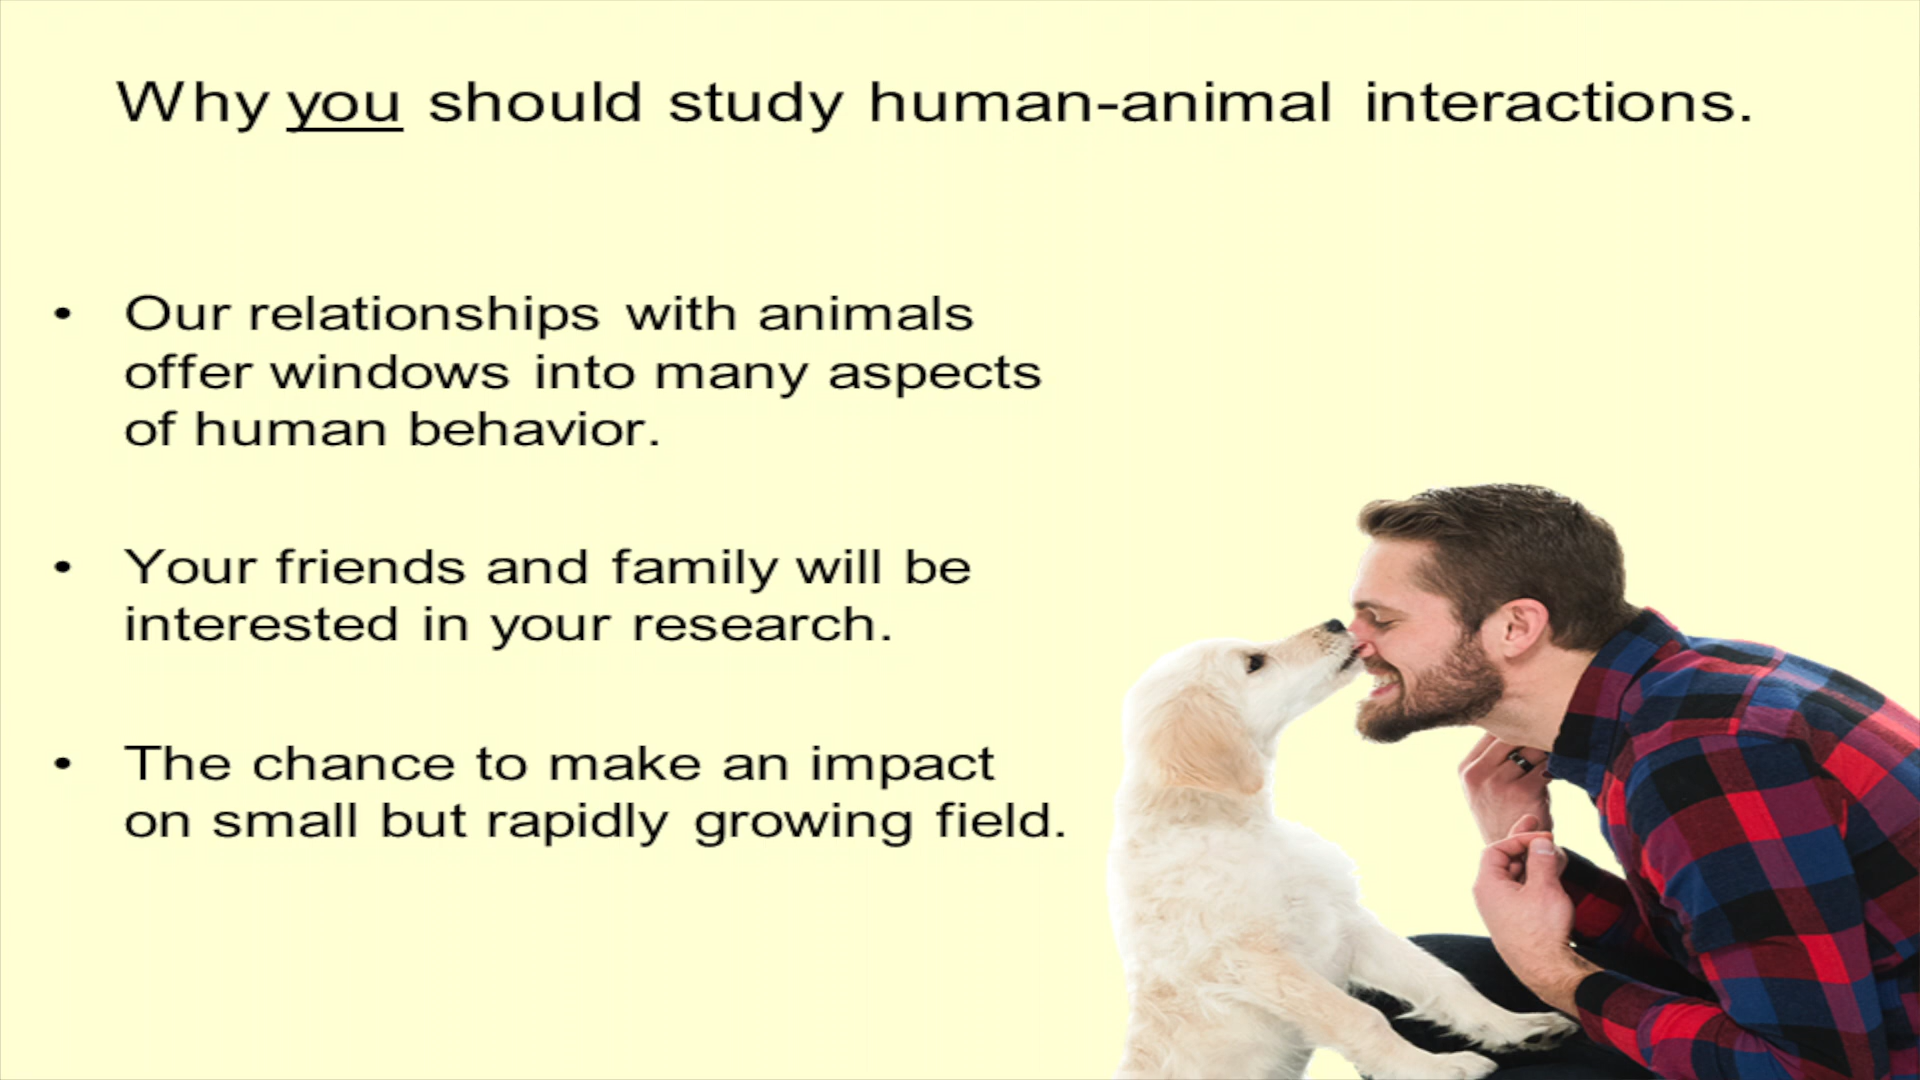 Why you should study human-animal interactions.
• Our relationships with animals
offer windows into many aspects
of human behavior.
• Your friends and family will be
interested in your research.
• The chance to make an impact
on small but rapidly growing field.